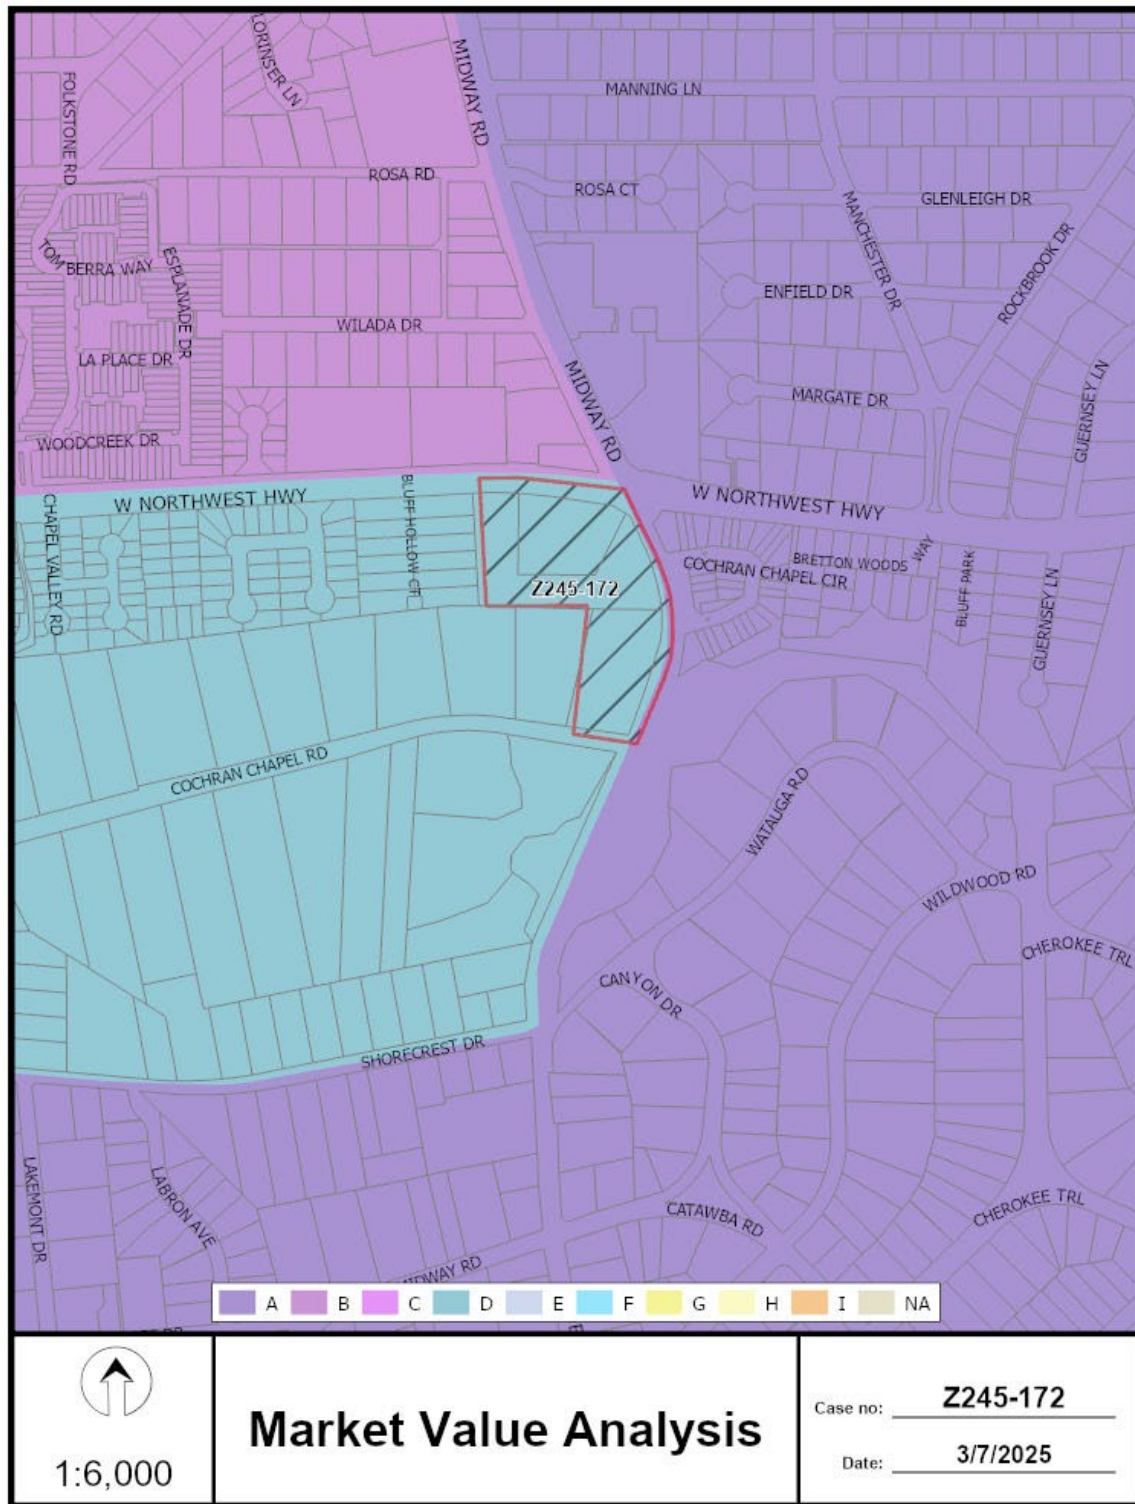 LORINSER LN
MIDWAY RD
FOLKSTONE RD
MANNING LN
ROSA RD
ROSA CT
GLENLEIGH DR
MANCHESTER DR
TOM BERRA WAY
ESPLANADE DR
ENFIELD DR
ROCKBROOK DR
WILADA DR
LA PLACE DR
MIDWAY RD
MARGATE DR
GUERNSEY LN
WOODCREEK DR
W NORTHWEST HWY
BLUFF HOLLOW CT
W NORTHWEST HWY
CHAPEL VALLEY RD
BRETTON WOODS WAY
COCHRAN CHAPEL CIR
BLUFF PARK
GUERNSEY LN
Z245-172
COCHRAN CHAPEL RD
WATAUGA RD
WILDWOOD RD
CHEROKEE TRL
CANYON DR
SHORECREST DR
LAKEMONT DR
LABRON AVE
CATAWBA RD
CHEROKEE TRL
MIDWAY RD
A B C D E F G H I NA
1:6,000
Market Value Analysis
Case no: Z245-172
Date: 3/7/2025